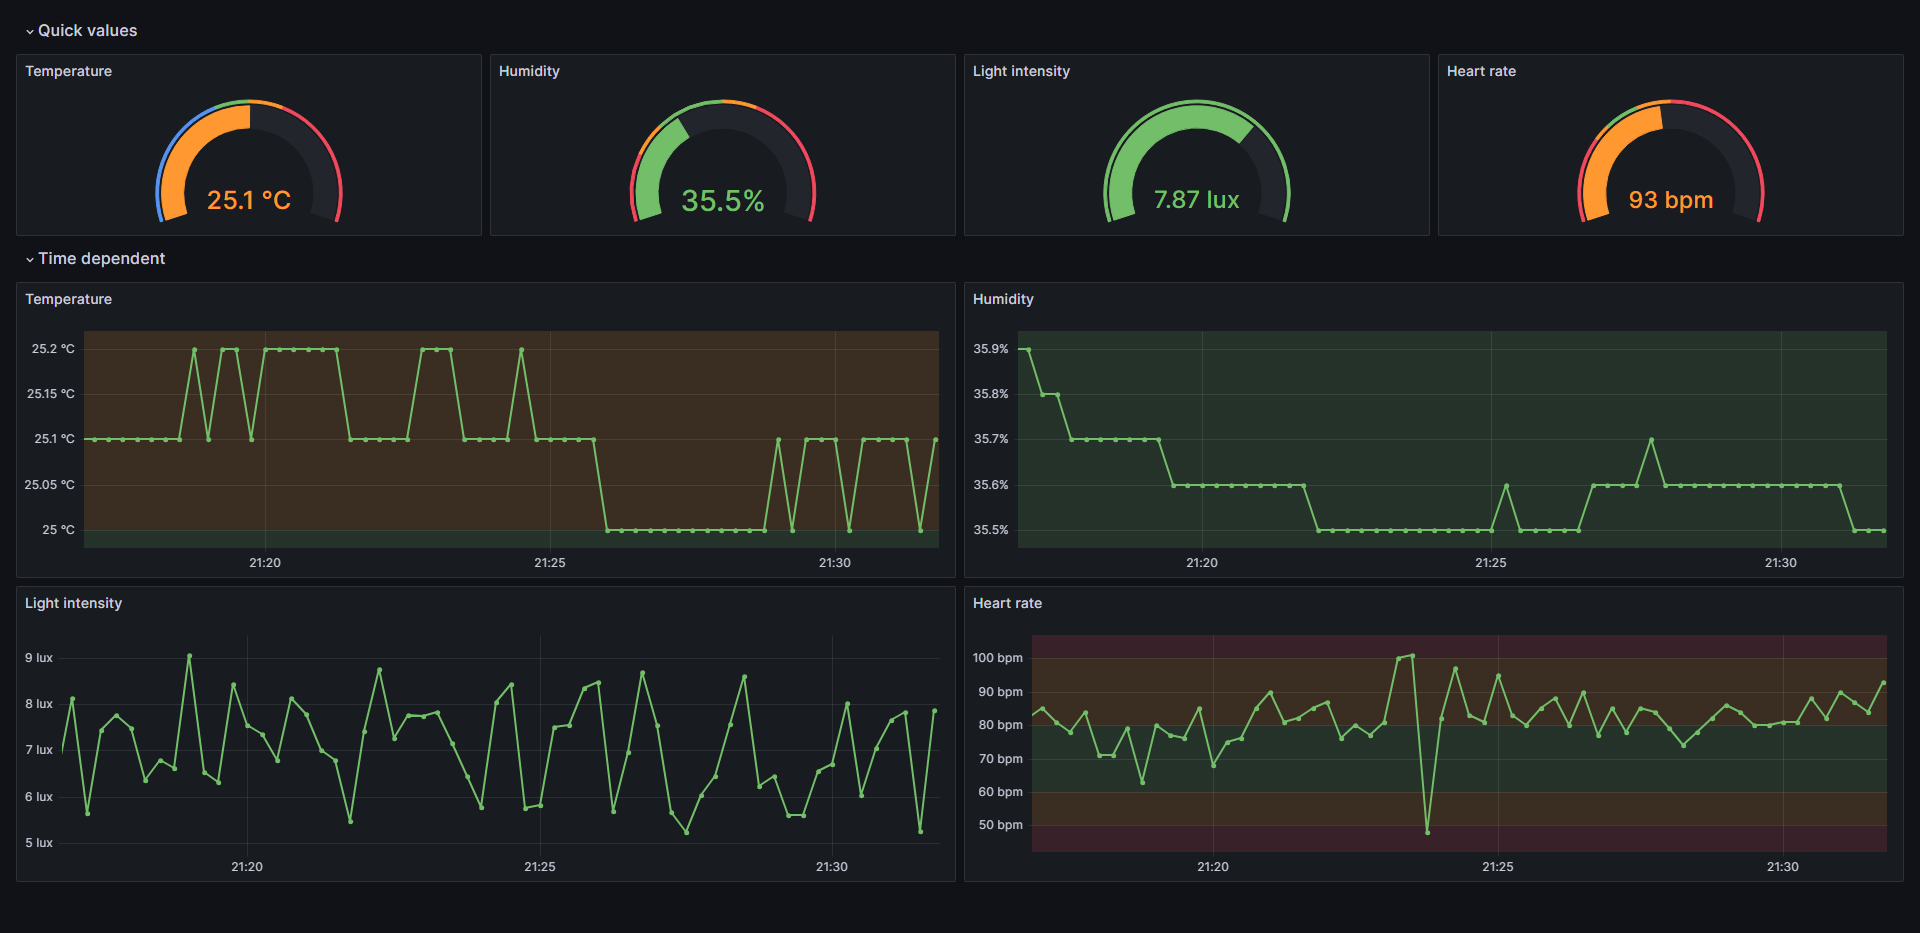 Quick values
Temperature
Humidity
Light intensity
Heart rate
25.1 °C
35.5%
7.87 lux
93 bpm
Time dependent
Temperature
25.2 °C
25.15 °C
25.1 °C
25.05 °C
25 °C
21:20
21:25
21:30
Humidity
35.9%
35.8%
35.7%
35.6%
35.5%
21:20
21:25
21:30
Light intensity
9 lux
8 lux
7 lux
6 lux
5 lux
21:20
21:25
21:30
Heart rate
100 bpm
90 bpm
80 bpm
70 bpm
60 bpm
50 bpm
21:20
21:25
21:30